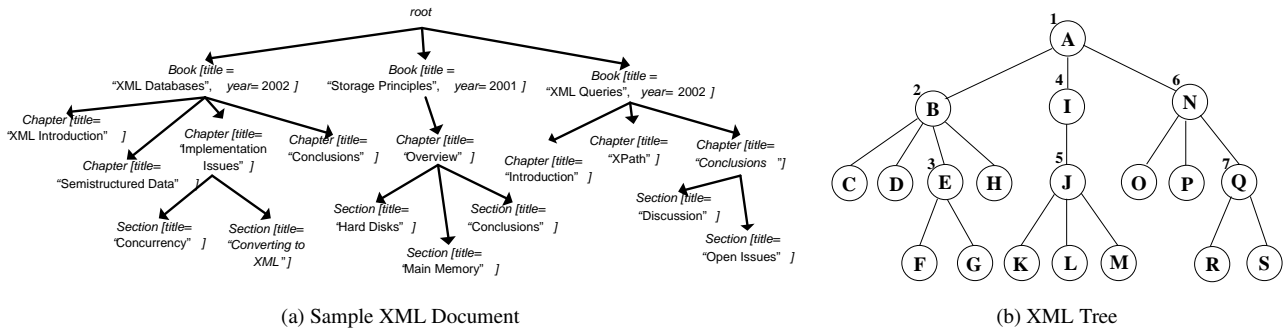 root
Book [title =
“XML Databases”, year= 2002 ]
Book [title =
“Storage Principles”, year= 2001 ]
Book [title =
“XML Queries”, year= 2002 ]
Chapter [title=
“XML Introduction” ]
Chapter [title=
“Semistructured Data” ]
Chapter [title=
“Implementation
Issues” ]
Chapter [title=
“Conclusions” ]
Chapter [title=
“Overview” ]
Chapter [title=
“Introduction” ]
Chapter [title=
“XPath” ]
Chapter [title=
“Conclusions ”]
Section [title=
“Concurrency” ]
Section [title=
“Converting to
XML” ]
Section [title=
“Hard Disks” ]
Section [title=
“Main Memory” ]
Section [title=
“Conclusions” ]
Section [title=
“Discussion” ]
Section [title=
“Open Issues” ]
(a) Sample XML Document
1 A
2 B
4 I
6 N
C D
3 E
H
5 J
O P
7 Q
F G K L M R S
(b) XML Tree